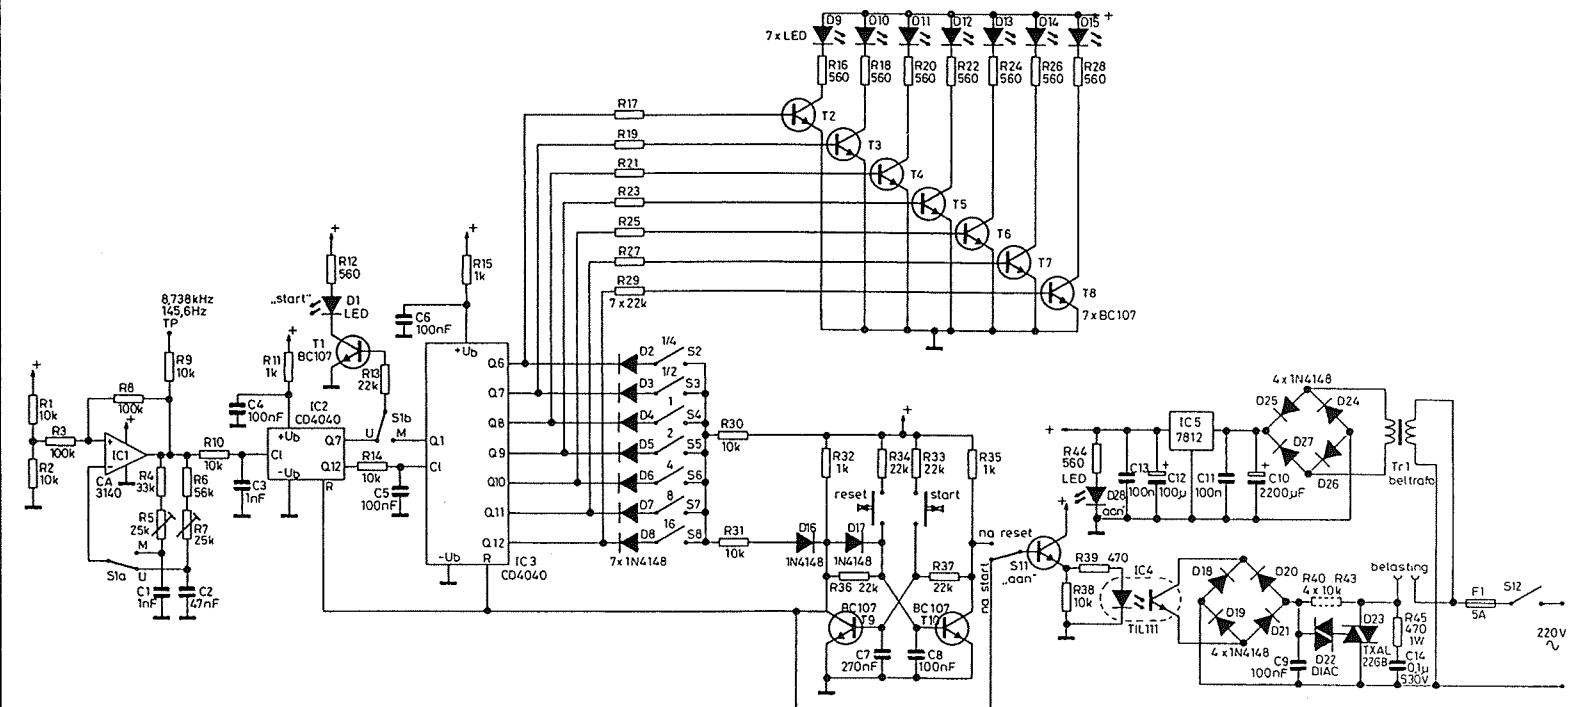 D9 D10 D11 D12 D13 D14 D15 +
7 x LED
R16 560
R18 560
R20 560
R22 560
R24 560
R26 560
R28 560
R17
T2
R19
T3
R21
T4
R23
T5
R25
T6
R27
T7
R29
7 x 22k
T8
7 x BC107
+
R12 560
„start"
D1 LED
T1 BC107
+
R15 1k
C6 100nF
8,738kHz
145,6Hz
TP
R9 10k
+
R11 1k
C4 100nF
R13 22k
IC2
CD4040
+Ub
Q7
Cl
Q12
-Ub
R
U
S1b
M
R14 10k
C5 100nF
+
R1 10k
R2 10k
R3 100k
R8 100k
+
+
IC1
−
CA 3140
R4 33k
R6 56k
R5 25k
R7 25k
R10 10k
C3 1nF
M
S1a
U
C1 1nF
C2 47nF
+Ub
Q1
Cl
Q6
Q7
Q8
Q9
Q10
Q11
Q12
-Ub
R
IC3
CD4040
D2 1/4 S2
D3 1/2 S3
D4 1 S4
D5 2 S5
D6 4 S6
D7 8 S7
D8 16 S8
7 x 1N4148
R30 10k
R31 10k
+
R32 1k
R34 22k
R33 22k
R35 1k
reset
start
D16 1N4148
D17 1N4148
R36 22k
R37 22k
BC107 T9
BC107 T10
C7 270nF
C8 100nF
na reset
na start
S11
„aan"
+
R39 470
R38 10k
IC4
TIL111
+
R44 560
LED
D28
„aan"
C13 100n
+
C12 100µ
IC5
7812
C11 100n
+
C10 2200µF
4 x 1N4148
D25
D24
D27
D26
Tr1
beltrafo
D18
D20
D19
D21
4 x 1N4148
R40 R43
4 x 10k
C9 100nF
D22 DIAC
D23
TXAL 226B
belasting
R45 470 1W
C14 0,1µ 530V
F1 5A
S12
220V
~